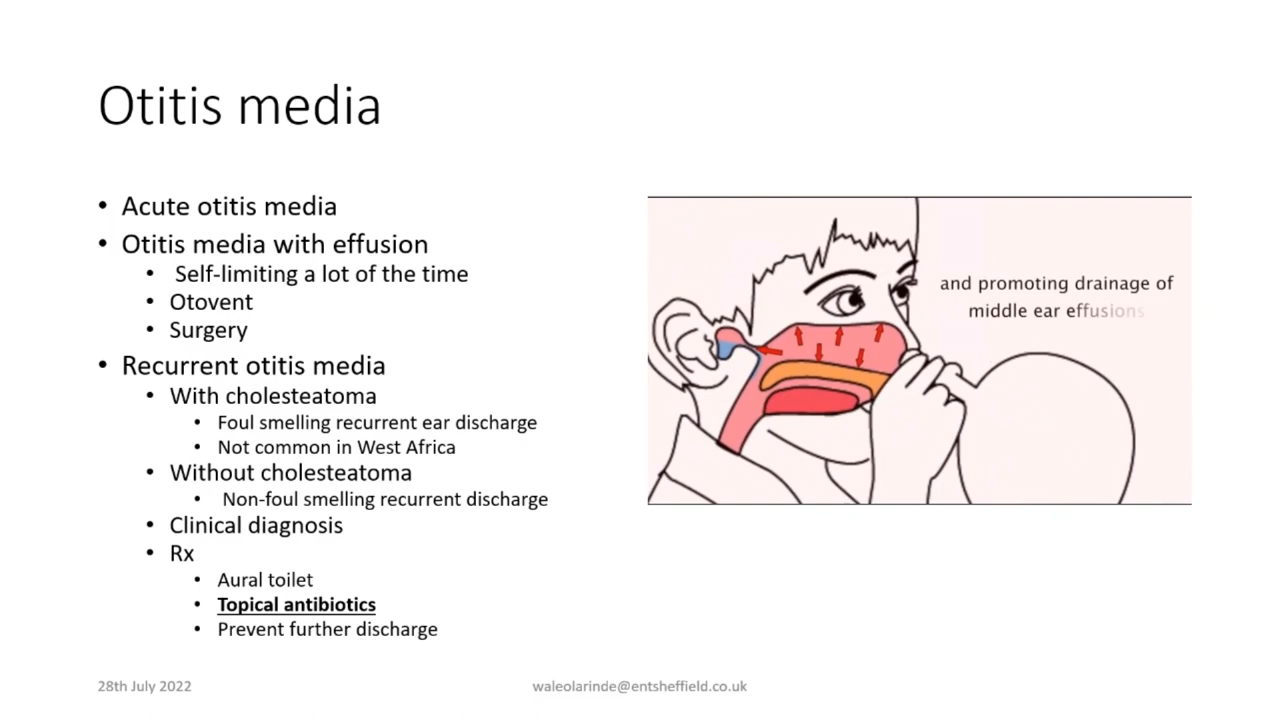 Otitis media
• Acute otitis media
• Otitis media with effusion
• Self-limiting a lot of the time
• Otovent
• Surgery
• Recurrent otitis media
• With cholesteatoma
• Foul smelling recurrent ear discharge
• Not common in West Africa
• Without cholesteatoma
• Non-foul smelling recurrent discharge
• Clinical diagnosis
• Rx
• Aural toilet
• Topical antibiotics
• Prevent further discharge
and promoting drainage of
middle ear effusions
28th July 2022
waleolarinde@entsheffield.co.uk